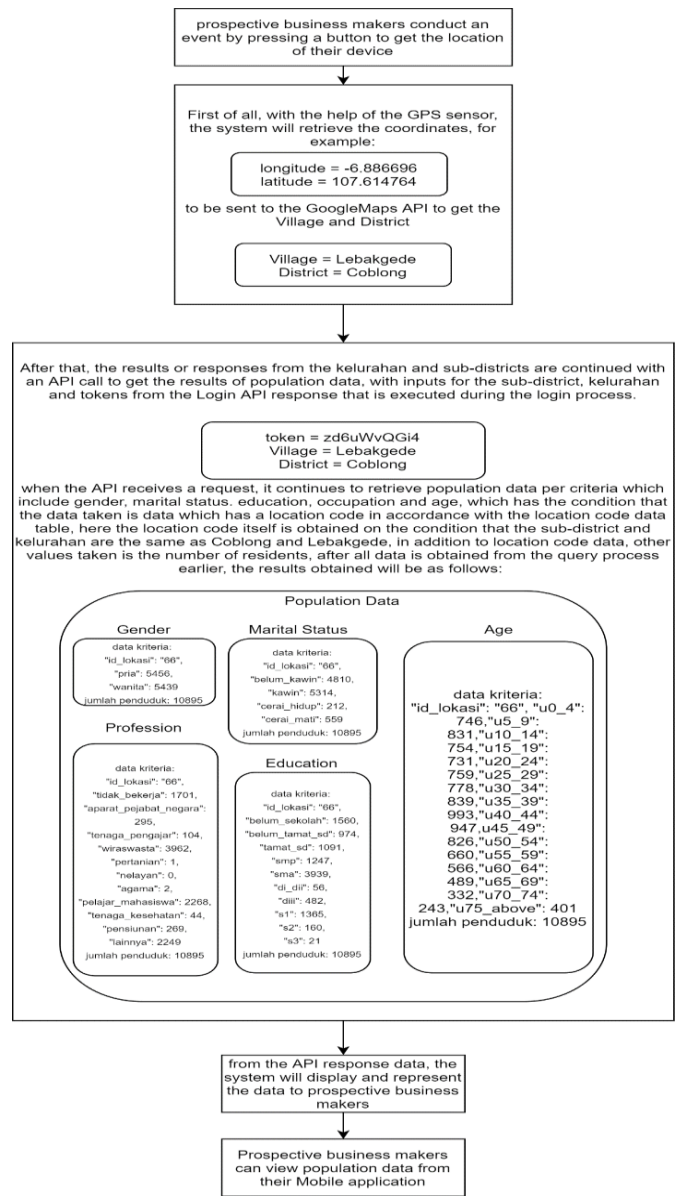 prospective business makers conduct an
event by pressing a button to get the location
of their device
First of all, with the help of the GPS sensor,
the system will retrieve the coordinates, for
example:
longitude = -6.886696
latitude = 107.614764
to be sent to the GoogleMaps API to get the
Village and District
Village = Lebakgede
District = Coblong
After that, the results or responses from the kelurahan and sub-districts are continued with
an API call to get the results of population data, with inputs for the sub-district, kelurahan
and tokens from the Login API response that is executed during the login process.
token = zd6uWvQGi4
Village = Lebakgede
District = Coblong
when the API receives a request, it continues to retrieve population data per criteria which
include gender, marital status. education, occupation and age, which has the condition that
the data taken is data which has a location code in accordance with the location code data
table, here the location code itself is obtained on the condition that the sub-district and
kelurahan are the same as Coblong and Lebakgede, in addition to location code data, other
values taken is the number of residents, after all data is obtained from the query process
earlier, the results obtained will be as follows:
Population Data
Gender
data kriteria:
"id_lokasi": "66",
"pria": 5456,
"wanita": 5439
jumlah penduduk: 10895
Marital Status
data kriteria:
"id_lokasi": "66",
"belum_kawin": 4810,
"kawin": 5314,
"cerai_hidup": 212,
"cerai_mati": 559
jumlah penduduk: 10895
Age
data kriteria:
"id_lokasi": "66", "u0_4":
746,"u5_9":
831,"u10_14":
754,"u15_19":
731,"u20_24":
759,"u25_29":
778,"u30_34":
839,"u35_39":
993,"u40_44":
947,u45_49":
826,"u50_54":
660,"u55_59":
566,"u60_64":
489,"u65_69":
332,"u70_74":
243,"u75_above": 401
jumlah penduduk: 10895
Profession
data kriteria:
"id_lokasi": "66",
"tidak_bekerja": 1701,
"aparat_pejabat_negara":
295,
"tenaga_pengajar": 104,
"wiraswasta": 3962,
"pertanian": 1,
"nelayan": 0,
"agama": 2,
"pelajar_mahasiswa": 2268,
"tenaga_kesehatan": 44,
"pensiunan": 269,
"lainnya": 2249
jumlah penduduk: 10895
Education
data kriteria:
"id_lokasi": "66",
"belum_sekolah": 1560,
"belum_tamat_sd": 974,
"tamat_sd": 1091,
"smp": 1247,
"sma": 3939,
"di_dii": 56,
"diii": 482,
"s1": 1365,
"s2": 160,
"s3": 21
jumlah penduduk: 10895
from the API response data, the
system will display and represent
the data to prospective business
makers
Prospective business makers
can view population data from
their Mobile application